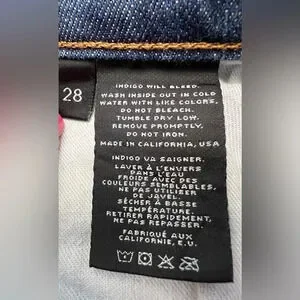 28
INDIGO WILL BLEED.
WASH INSIDE OUT IN COLD
WATER WITH LIKE COLORS.
DO NOT BLEACH.
TUMBLE DRY LOW.
REMOVE PROMPTLY.
DO NOT IRON.
MADE IN CALIFORNIA, USA
INDIGO VA SAIGNER.
LAVER À L'ENVERS
DANS L'EAU
FROIDE AVEC DES
COULEURS SEMBLABLES.
NE PAS UTILISER
DE JAVEL.
SÉCHER À BASSE
TEMPÉRATURE.
RETIRER RAPIDEMENT,
NE PAS REPASSER.
FABRIQUÉ AUX
CALIFORNIE, E.U.